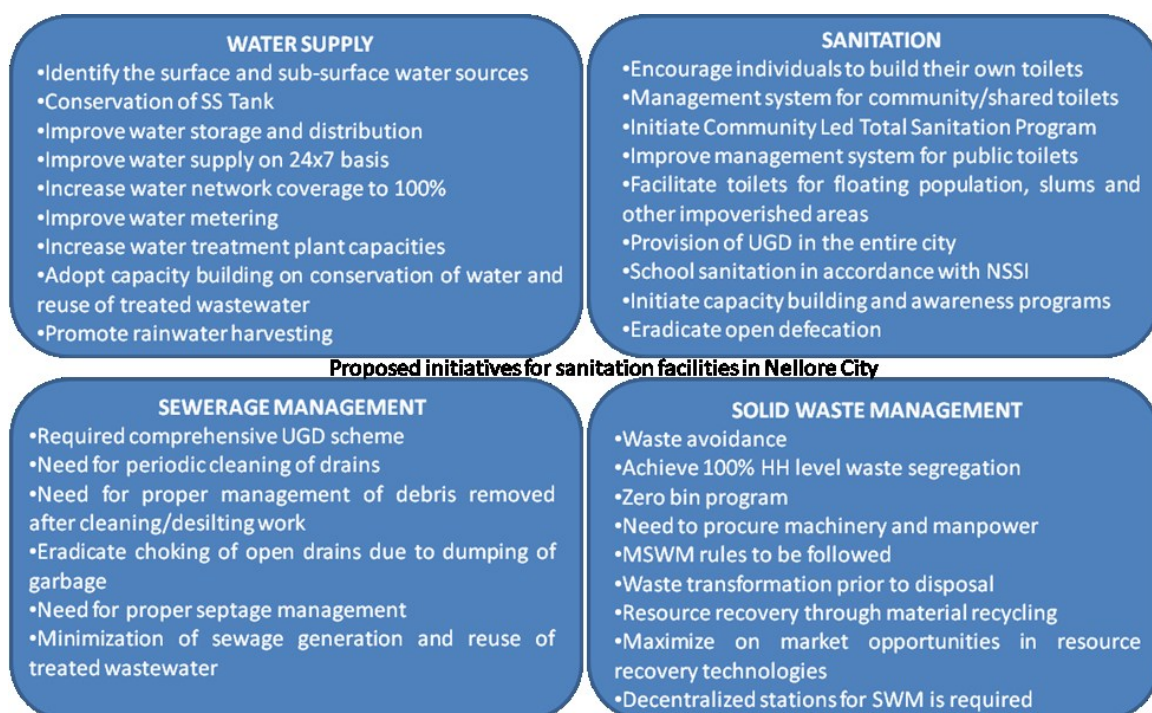 WATER SUPPLY
•Identify the surface and sub-surface water sources
•Conservation of SS Tank
•Improve water storage and distribution
•Improve water supply on 24x7 basis
•Increase water network coverage to 100%
•Improve water metering
•Increase water treatment plant capacities
•Adopt capacity building on conservation of water and
reuse of treated wastewater
•Promote rainwater harvesting
SANITATION
•Encourage individuals to build their own toilets
•Management system for community/shared toilets
•Initiate Community Led Total Sanitation Program
•Improve management system for public toilets
•Facilitate toilets for floating population, slums and
other impoverished areas
•Provision of UGD in the entire city
•School sanitation in accordance with NSSI
•Initiate capacity building and awareness programs
•Eradicate open defecation
Proposed initiatives for sanitation facilities in Nellore City
SEWERAGE MANAGEMENT
•Required comprehensive UGD scheme
•Need for periodic cleaning of drains
•Need for proper management of debris removed
after cleaning/desilting work
•Eradicate choking of open drains due to dumping of
garbage
•Need for proper septage management
•Minimization of sewage generation and reuse of
treated wastewater
SOLID WASTE MANAGEMENT
•Waste avoidance
•Achieve 100% HH level waste segregation
•Zero bin program
•Need to procure machinery and manpower
•MSWM rules to be followed
•Waste transformation prior to disposal
•Resource recovery through material recycling
•Maximize on market opportunities in resource
recovery technologies
•Decentralized stations for SWM is required